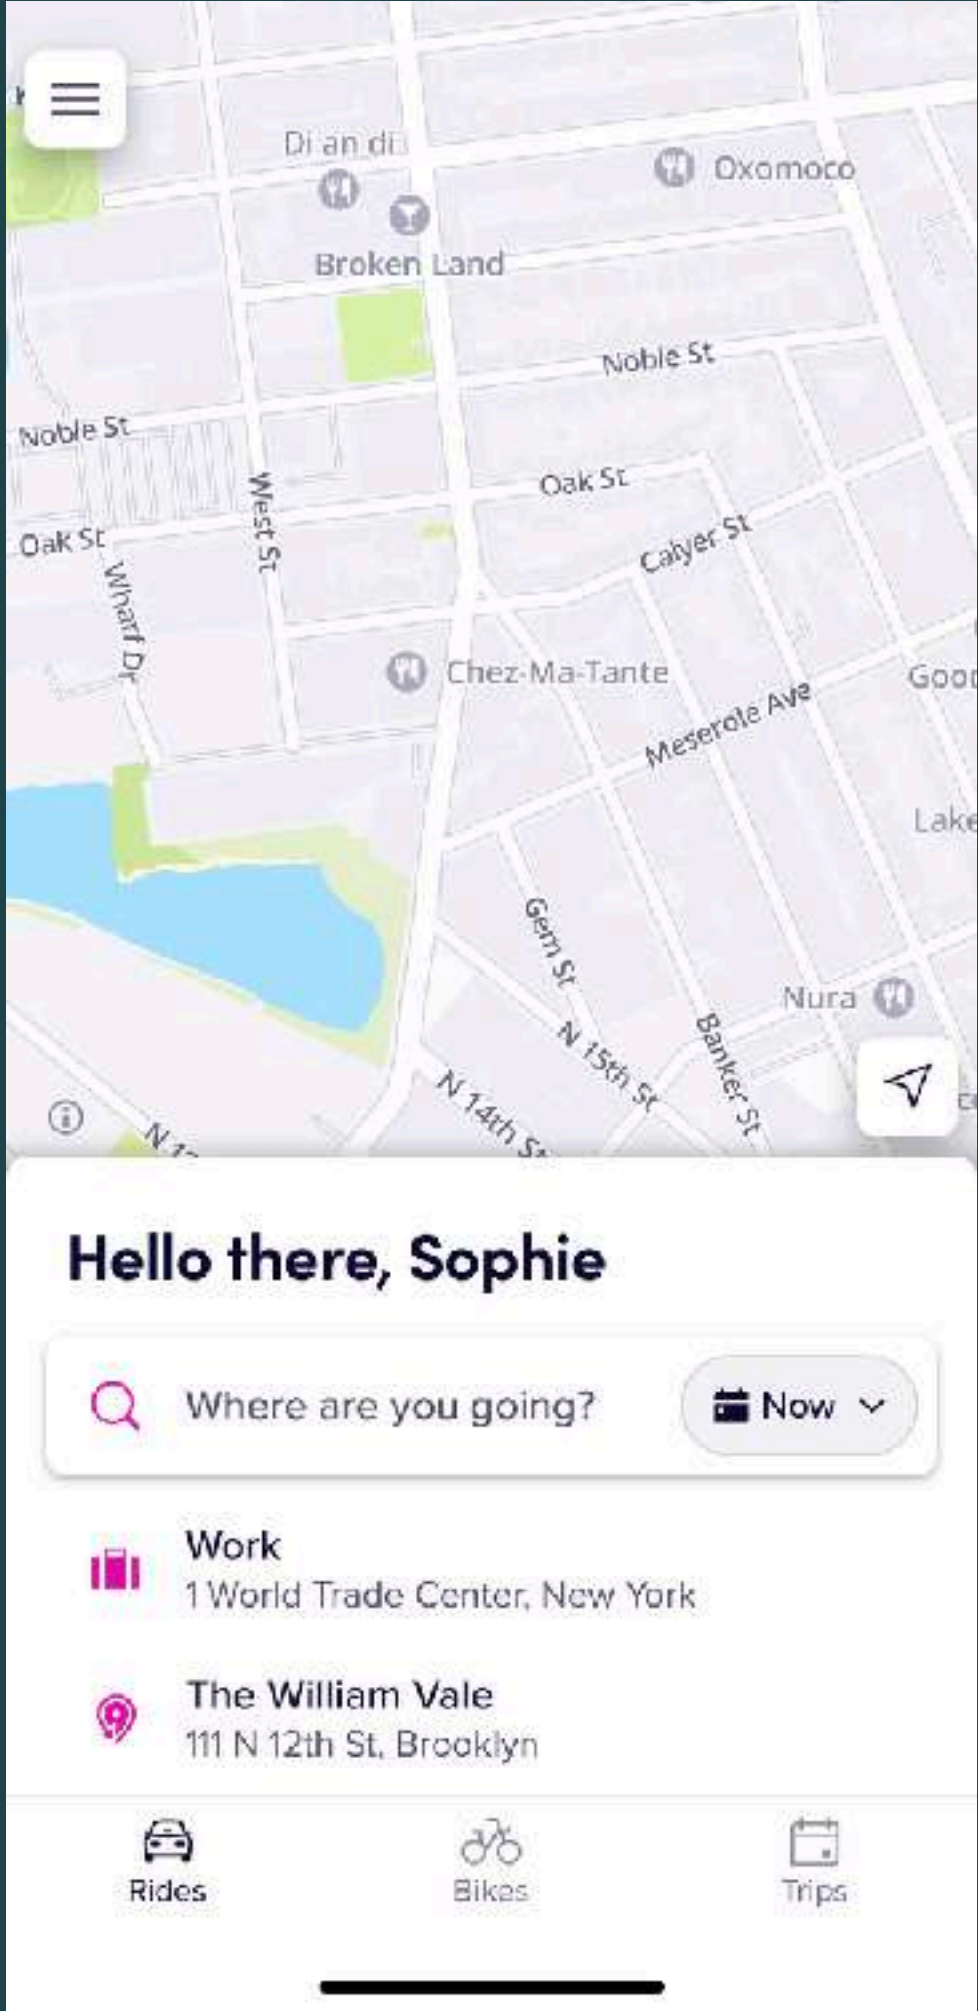 Di an di
Oxomoco
Broken Land
Noble St
Noble St
West St
Oak St
Oak St
Calyer St
Wharf Dr
Chez-Ma-Tante
Meserole Ave
Gem St
Nura
N 15th St
Banker St
N 14th St
Hello there, Sophie
Where are you going?
Now
Work
1 World Trade Center, New York
The William Vale
111 N 12th St, Brooklyn
Rides
Bikes
Trips